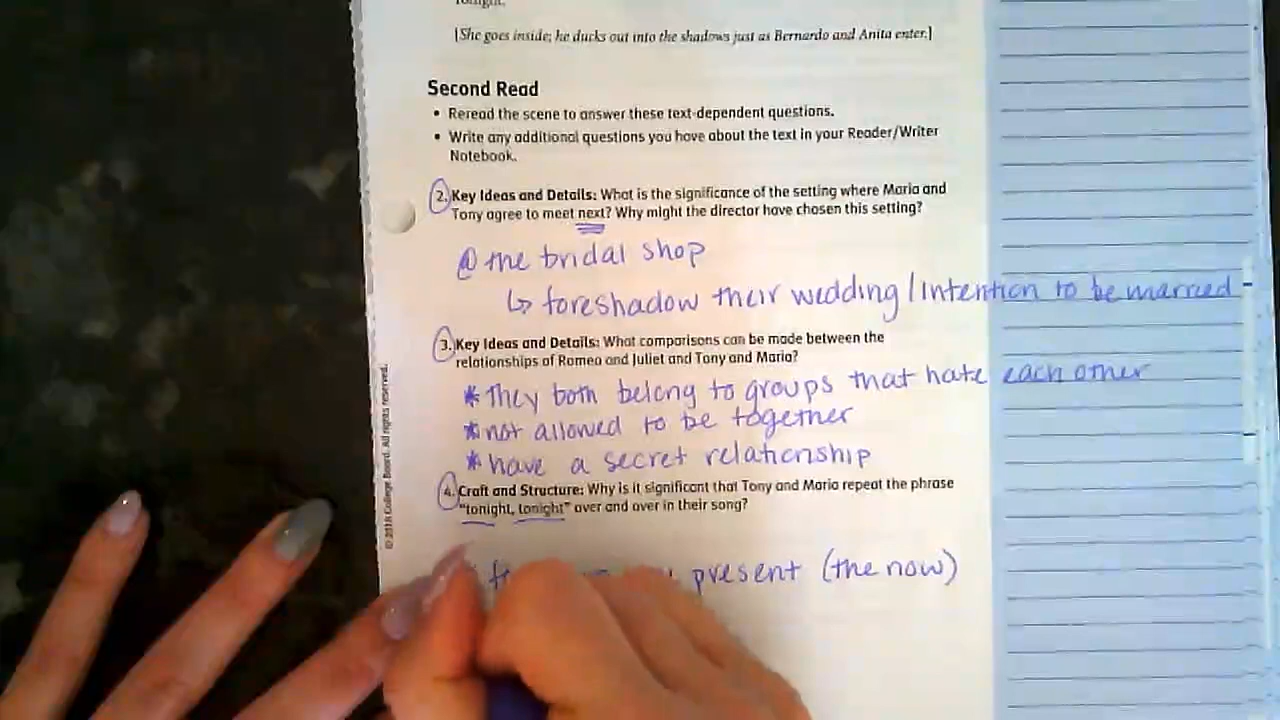 tonight.
[She goes inside; he ducks out into the shadows just as Bernardo and Anita enter.]
Second Read
• Reread the scene to answer these text-dependent questions.
• Write any additional questions you have about the text in your Reader/Writer
Notebook.
2. Key Ideas and Details: What is the significance of the setting where Maria and
Tony agree to meet next? Why might the director have chosen this setting?
@ the bridal shop
↳ foreshadow their wedding/intention to be married
3. Key Ideas and Details: What comparisons can be made between the
relationships of Romeo and Juliet and Tony and Maria?
* they both belong to groups that hate each other
* not allowed to be together
* have a secret relationship
4. Craft and Structure: Why is it significant that Tony and Maria repeat the phrase
"tonight, tonight" over and over in their song?
present (the now)
© 2018 College Board. All rights reserved.